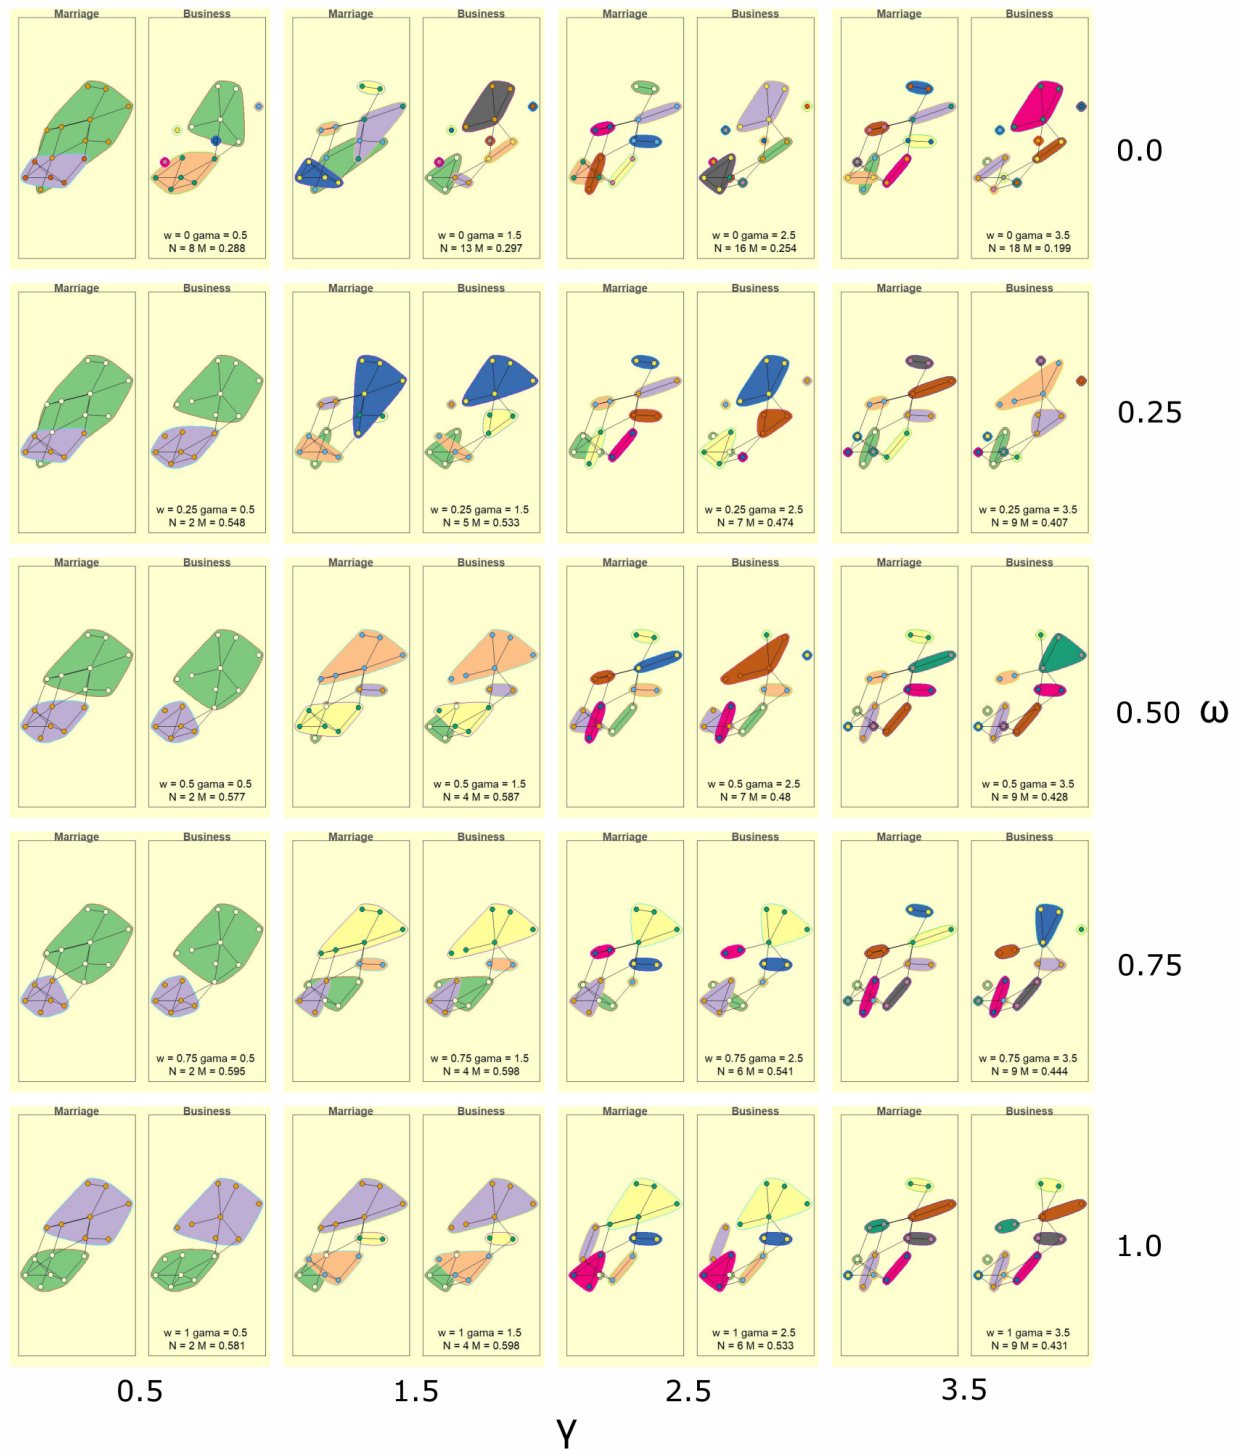 Marriage Business Marriage Business Marriage Business Marriage Business
w = 0 gama = 0.5
N = 8 M = 0.288
w = 0 gama = 1.5
N = 13 M = 0.297
w = 0 gama = 2.5
N = 16 M = 0.254
w = 0 gama = 3.5
N = 18 M = 0.199
0.0
Marriage Business Marriage Business Marriage Business Marriage Business
w = 0.25 gama = 0.5
N = 2 M = 0.548
w = 0.25 gama = 1.5
N = 5 M = 0.533
w = 0.25 gama = 2.5
N = 7 M = 0.474
w = 0.25 gama = 3.5
N = 9 M = 0.407
0.25
Marriage Business Marriage Business Marriage Business Marriage Business
w = 0.5 gama = 0.5
N = 2 M = 0.577
w = 0.5 gama = 1.5
N = 4 M = 0.587
w = 0.5 gama = 2.5
N = 7 M = 0.48
w = 0.5 gama = 3.5
N = 9 M = 0.428
0.50 ω
Marriage Business Marriage Business Marriage Business Marriage Business
w = 0.75 gama = 0.5
N = 2 M = 0.595
w = 0.75 gama = 1.5
N = 4 M = 0.598
w = 0.75 gama = 2.5
N = 6 M = 0.541
w = 0.75 gama = 3.5
N = 9 M = 0.444
0.75
Marriage Business Marriage Business Marriage Business Marriage Business
w = 1 gama = 0.5
N = 2 M = 0.581
w = 1 gama = 1.5
N = 4 M = 0.598
w = 1 gama = 2.5
N = 6 M = 0.533
w = 1 gama = 3.5
N = 9 M = 0.431
1.0
0.5 1.5 2.5 3.5
γ